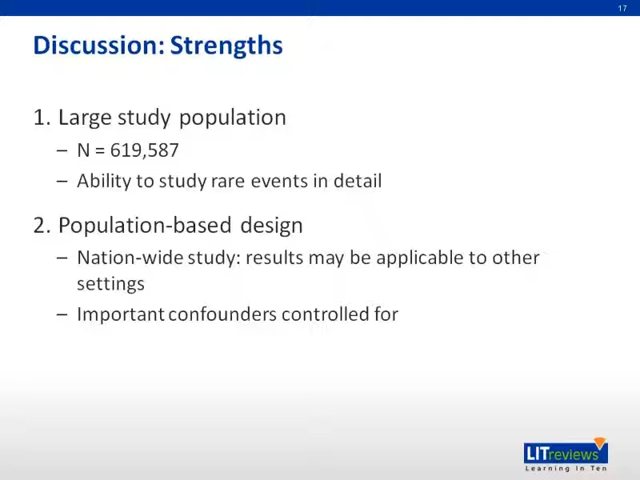 17
Discussion: Strengths
1. Large study population
– N = 619,587
– Ability to study rare events in detail
2. Population-based design
– Nation-wide study: results may be applicable to other
settings
– Important confounders controlled for
LITreviews
Learning In Ten